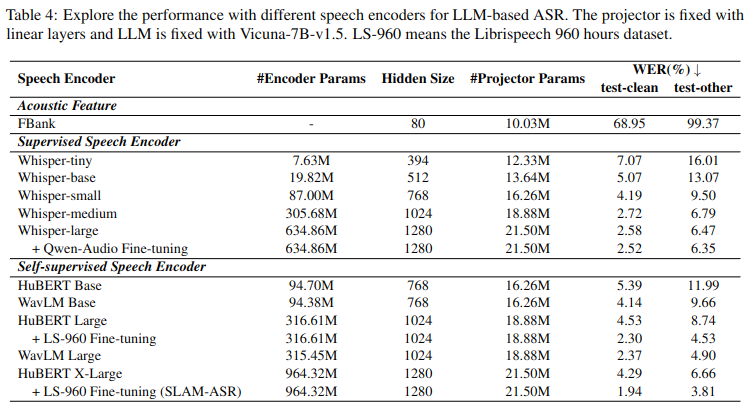 Table 4: Explore the performance with different speech encoders for LLM-based ASR. The projector is fixed with
linear layers and LLM is fixed with Vicuna-7B-v1.5. LS-960 means the Librispeech 960 hours dataset.
Speech Encoder #Encoder Params Hidden Size #Projector Params WER(%) ↓
test-clean test-other
Acoustic Feature
FBank - 80 10.03M 68.95 99.37
Supervised Speech Encoder
Whisper-tiny 7.63M 394 12.33M 7.07 16.01
Whisper-base 19.82M 512 13.64M 5.07 13.07
Whisper-small 87.00M 768 16.26M 4.19 9.50
Whisper-medium 305.68M 1024 18.88M 2.72 6.79
Whisper-large 634.86M 1280 21.50M 2.58 6.47
+ Qwen-Audio Fine-tuning 634.86M 1280 21.50M 2.52 6.35
Self-supervised Speech Encoder
HuBERT Base 94.70M 768 16.26M 5.39 11.99
WavLM Base 94.38M 768 16.26M 4.14 9.66
HuBERT Large 316.61M 1024 18.88M 4.53 8.74
+ LS-960 Fine-tuning 316.61M 1024 18.88M 2.30 4.53
WavLM Large 315.45M 1024 18.88M 2.37 4.90
HuBERT X-Large 964.32M 1280 21.50M 4.29 6.66
+ LS-960 Fine-tuning (SLAM-ASR) 964.32M 1280 21.50M 1.94 3.81